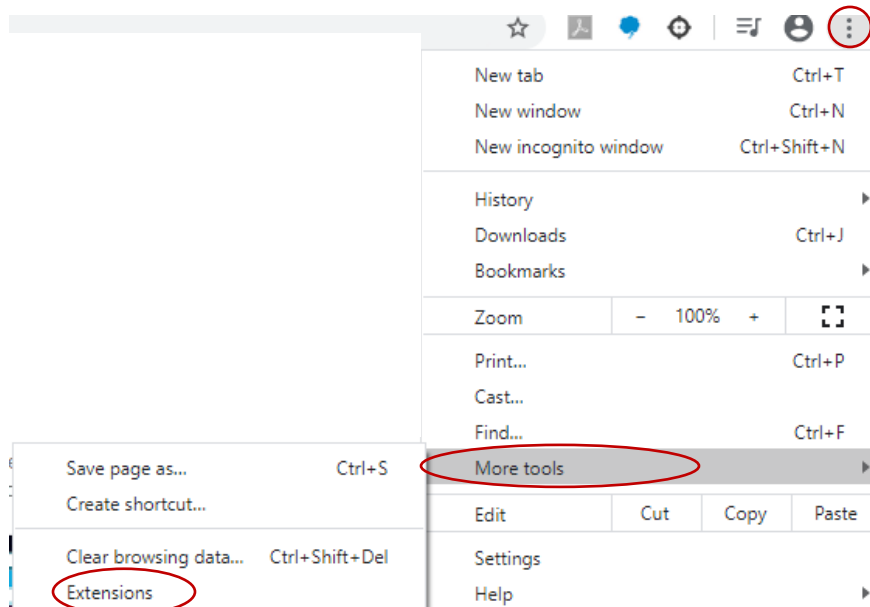 New tab Ctrl+T
New window Ctrl+N
New incognito window Ctrl+Shift+N
History
Downloads Ctrl+J
Bookmarks
Zoom - 100% +
Print... Ctrl+P
Cast...
Find... Ctrl+F
More tools
Edit Cut Copy Paste
Settings
Help
Save page as... Ctrl+S
Create shortcut...
Clear browsing data... Ctrl+Shift+Del
Extensions